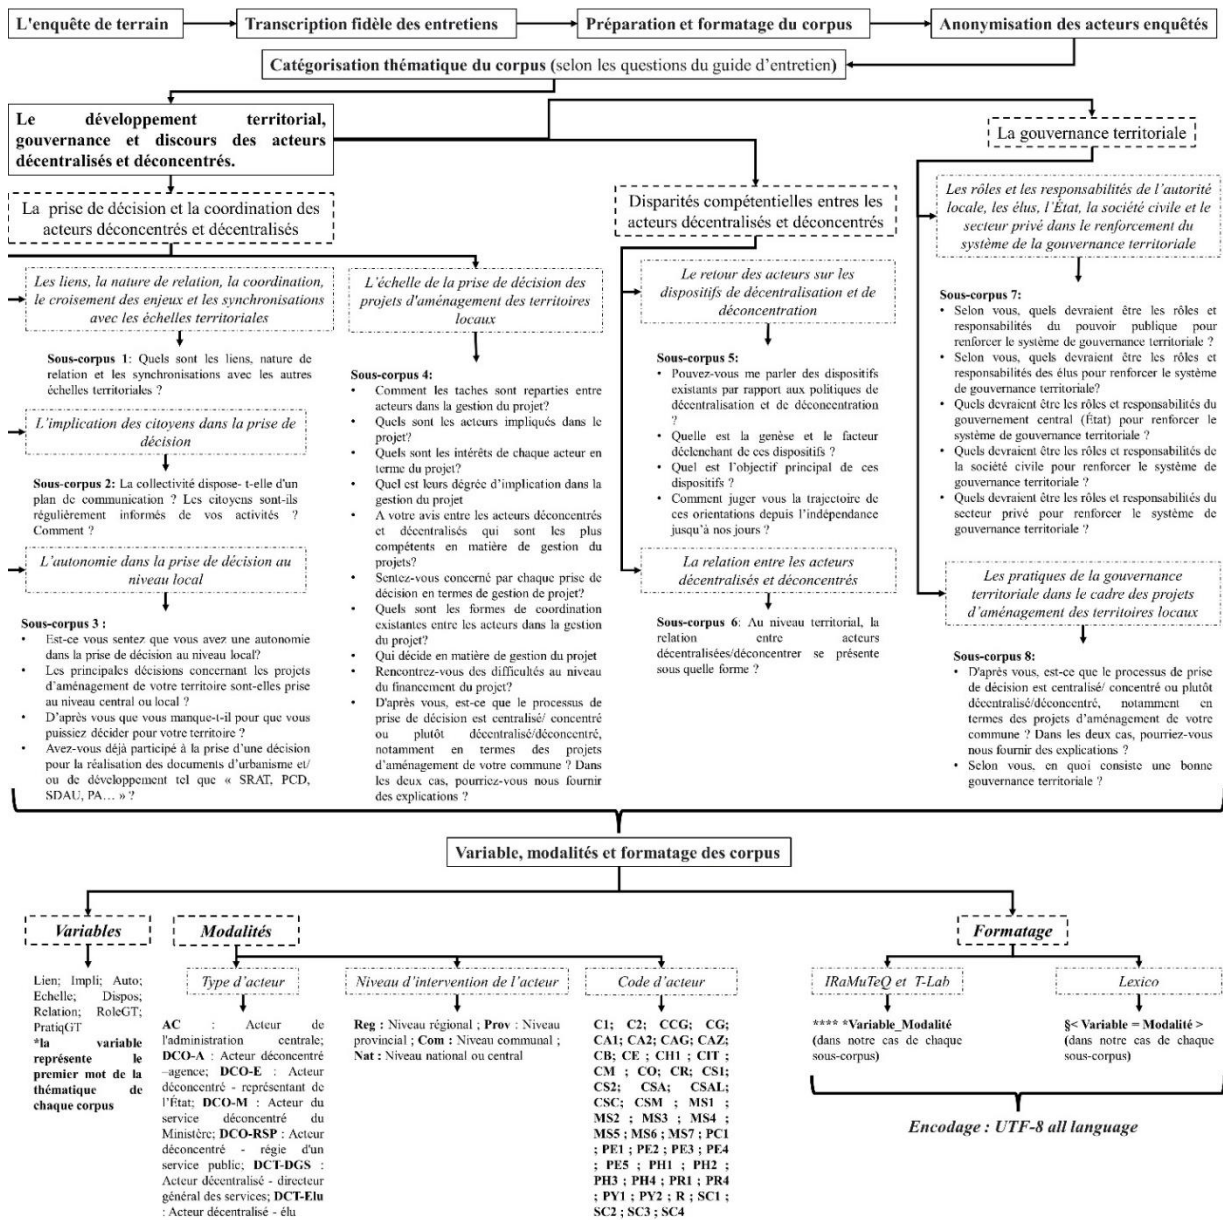 L'enquête de terrain
Transcription fidèle des entretiens
Préparation et formatage du corpus
Anonymisation des acteurs enquêtés
Catégorisation thématique du corpus (selon les questions du guide d'entretien)
Le développement territorial,
gouvernance et discours des acteurs
décentralisés et déconcentrés.
La prise de décision et la coordination des
acteurs déconcentrés et décentralisés
Les liens, la nature de relation, la coordination,
le croisement des enjeux et les synchronisations
avec les échelles territoriales
Sous-corpus 1: Quels sont les liens, nature de
relation et les synchronisations avec les autres
échelles territoriales ?
L'implication des citoyens dans la prise de
décision
Sous-corpus 2: La collectivité dispose- t-elle d'un
plan de communication ? Les citoyens sont-ils
régulièrement informés de vos activités ?
Comment ?
L'autonomie dans la prise de décision au
niveau local
Sous-corpus 3 :
• Est-ce vous sentez que vous avez une autonomie
dans la prise de décision au niveau local?
• Les principales décisions concernant les projets
d'aménagement de votre territoire sont-elles prise
au niveau central ou local ?
• D'après vous que vous manque-t-il pour que vous
puissiez décider pour votre territoire ?
• Avez-vous déjà participé à la prise d'une décision
pour la réalisation des documents d'urbanisme et/
ou de développement tel que « SRAT, PCD,
SDAU, PA… » ?
L'échelle de la prise de décision des
projets d'aménagement des territoires
locaux
Sous-corpus 4:
• Comment les taches sont reparties entre
acteurs dans la gestion du projet?
• Quels sont les acteurs impliqués dans le
projet?
• Quels sont les intérêts de chaque acteur en
terme du projet?
• Quel est leurs dégrée d'implication dans la
gestion du projet
• A votre avis entre les acteurs déconcentrés
et décentralisés qui sont les plus
compétents en matière de gestion du
projets?
• Sentez-vous concerné par chaque prise de
décision en termes de gestion de projet?
• Quels sont les formes de coordination
existantes entre les acteurs dans la gestion
du projet?
• Qui décide en matière de gestion du projet
• Rencontrez-vous des difficultés au niveau
du financement du projet?
• D'après vous, est-ce que le processus de
prise de décision est centralisé/ concentré
ou plutôt décentralisé/déconcentré,
notamment en termes des projets
d'aménagement de votre commune ? Dans
les deux cas, pourriez-vous nous fournir
des explications ?
Disparités compétentielles entres les
acteurs décentralisés et déconcentrés
Le retour des acteurs sur les
dispositifs de décentralisation et de
déconcentration
Sous-corpus 5:
• Pouvez-vous me parler des dispositifs
existants par rapport aux politiques de
décentralisation et de déconcentration
?
• Quelle est la genèse et le facteur
déclenchant de ces dispositifs ?
• Quel est l'objectif principal de ces
dispositifs ?
• Comment juger vous la trajectoire de
ces orientations depuis l'indépendance
jusqu'à nos jours ?
La relation entre les acteurs
décentralisés et déconcentrés
Sous-corpus 6: Au niveau territorial, la
relation entre acteurs
décentralisées/déconcentrer se présente
sous quelle forme ?
La gouvernance territoriale
Les rôles et les responsabilités de l'autorité
locale, les élus, l'État, la société civile et le
secteur privé dans le renforcement du
système de la gouvernance territoriale
Sous-corpus 7:
• Selon vous, quels devraient être les rôles et
responsabilités du pouvoir publique pour
renforcer le système de gouvernance territoriale ?
• Selon vous, quels devraient être les rôles et
responsabilités des élus pour renforcer le système
de gouvernance territoriale?
• Quels devraient être les rôles et responsabilités du
gouvernement central (État) pour renforcer le
système de gouvernance territoriale ?
• Quels devraient être les rôles et responsabilités de
la société civile pour renforcer le système de
gouvernance territoriale ?
• Quels devraient être les rôles et responsabilités du
secteur privé pour renforcer le système de
gouvernance territoriale ?
Les pratiques de la gouvernance
territoriale dans le cadre des projets
d'aménagement des territoires locaux
Sous-corpus 8:
• D'après vous, est-ce que le processus de prise
de décision est centralisé/ concentré ou plutôt
décentralisé/déconcentré, notamment en
termes des projets d'aménagement de votre
commune ? Dans les deux cas, pourriez-vous
nous fournir des explications ?
• Selon vous, en quoi consiste une bonne
gouvernance territoriale ?
Variable, modalités et formatage des corpus
Variables
Lien; Impli; Auto;
Echelle; Dispos;
Relation; RoleGT;
PratiqGT
*la variable
représente le
premier mot de la
thématique de
chaque corpus
Modalités
Type d'acteur
AC : Acteur de
l'administration centrale;
DCO-A : Acteur déconcentré
–agence; DCO-E : Acteur
déconcentré - représentant de
l'État; DCO-M : Acteur du
service déconcentré du
Ministère; DCO-RSP : Acteur
déconcentré - régie d'un
service public; DCT-DGS :
Acteur décentralisé - directeur
général des services; DCT-Elu
: Acteur décentralisé - élu
Niveau d'intervention de l'acteur
Reg : Niveau régional ; Prov : Niveau
provincial ; Com : Niveau communal ;
Nat : Niveau national ou central
Code d'acteur
C1; C2; CCG; CG;
CA1; CA2; CAG; CAZ;
CB; CE ; CH1 ; CIT ;
CM ; CO; CR; CS1;
CS2; CSA; CSAL;
CSC; CSM ; MS1 ;
MS2 ; MS3 ; MS4 ;
MS5 ; MS6 ; MS7 ; PC1
; PE1 ; PE2 ; PE3 ; PE4
; PE5 ; PH1 ; PH2 ;
PH3 ; PH4 ; PR1 ; PR4
; PY1 ; PY2 ; R ; SC1 ;
SC2 ; SC3 ; SC4
Formatage
IRaMuTeQ et T-Lab
**** *Variable_Modalité
(dans notre cas de chaque
sous-corpus)
Lexico
§< Variable = Modalité >
(dans notre cas de chaque
sous-corpus)
Encodage : UTF-8 all language